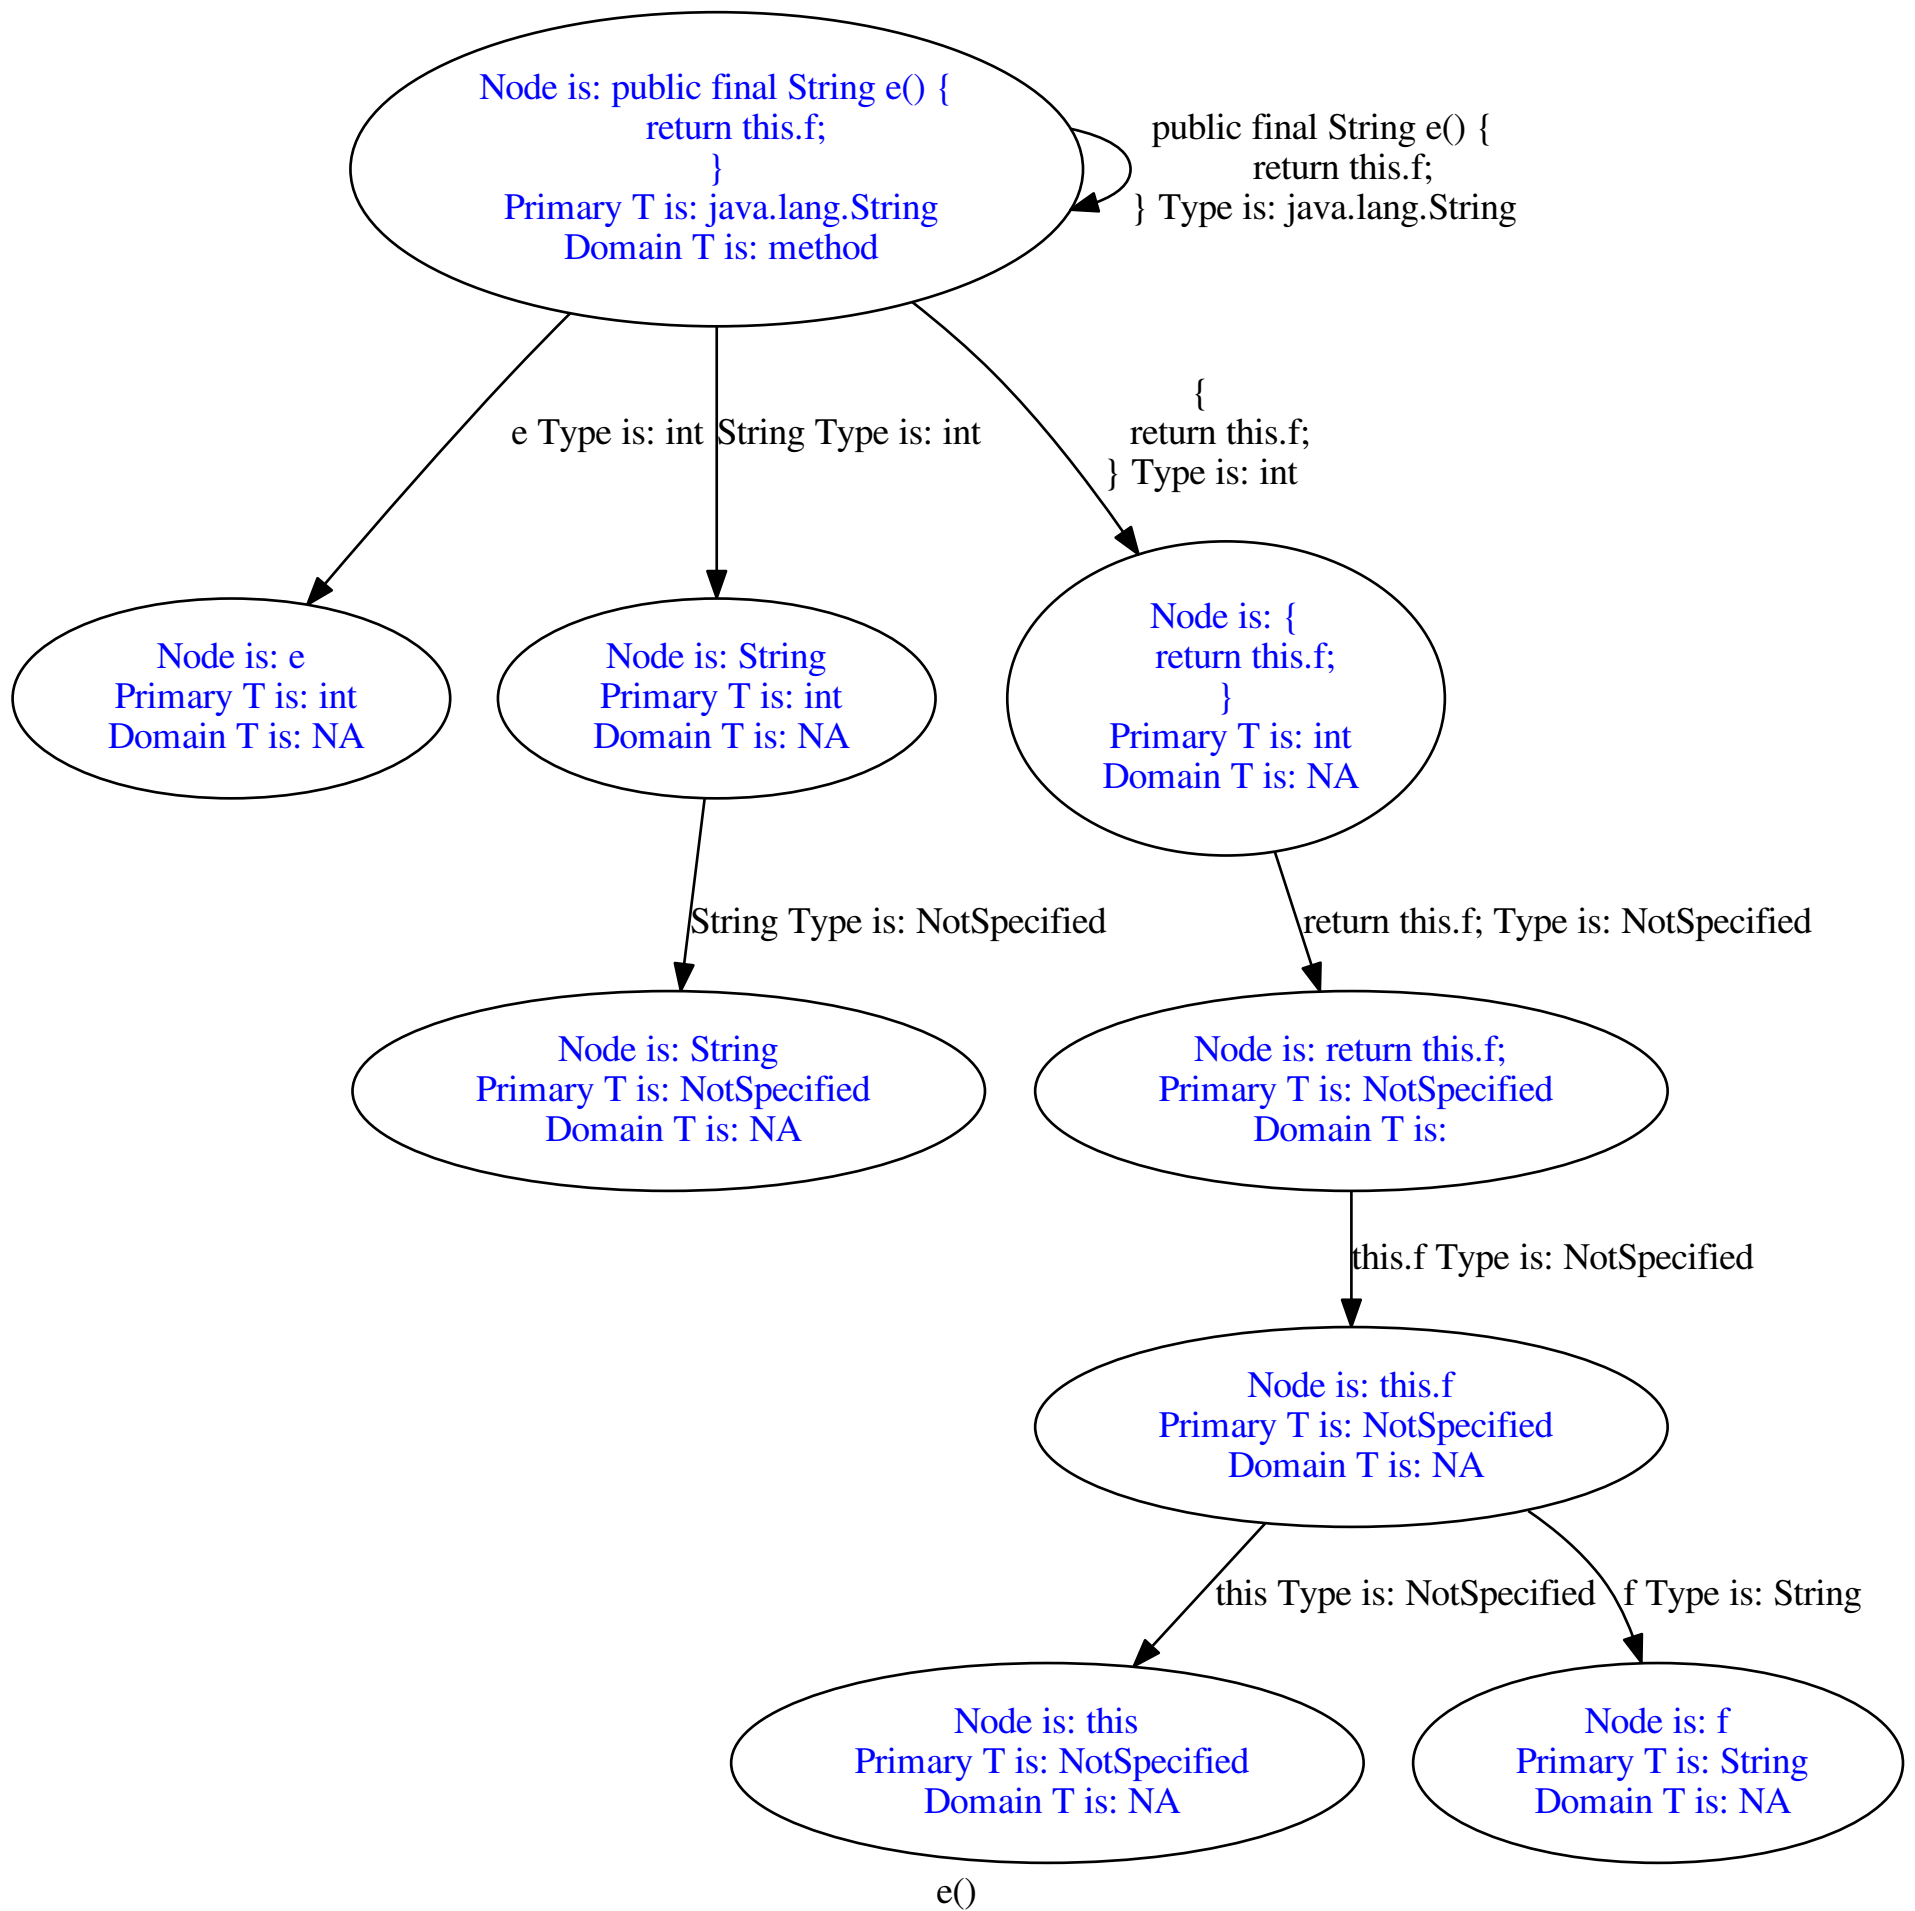 Node is: public final String e() {
return this.f;
}
Primary T is: java.lang.String
Domain T is: method
public final String e() {
return this.f;
} Type is: java.lang.String
e Type is: int
String Type is: int
{
return this.f;
} Type is: int
Node is: e
Primary T is: int
Domain T is: NA
Node is: String
Primary T is: int
Domain T is: NA
Node is: {
return this.f;
}
Primary T is: int
Domain T is: NA
String Type is: NotSpecified
return this.f; Type is: NotSpecified
Node is: String
Primary T is: NotSpecified
Domain T is: NA
Node is: return this.f;
Primary T is: NotSpecified
Domain T is:
this.f Type is: NotSpecified
Node is: this.f
Primary T is: NotSpecified
Domain T is: NA
this Type is: NotSpecified
f Type is: String
Node is: this
Primary T is: NotSpecified
Domain T is: NA
Node is: f
Primary T is: String
Domain T is: NA
e()